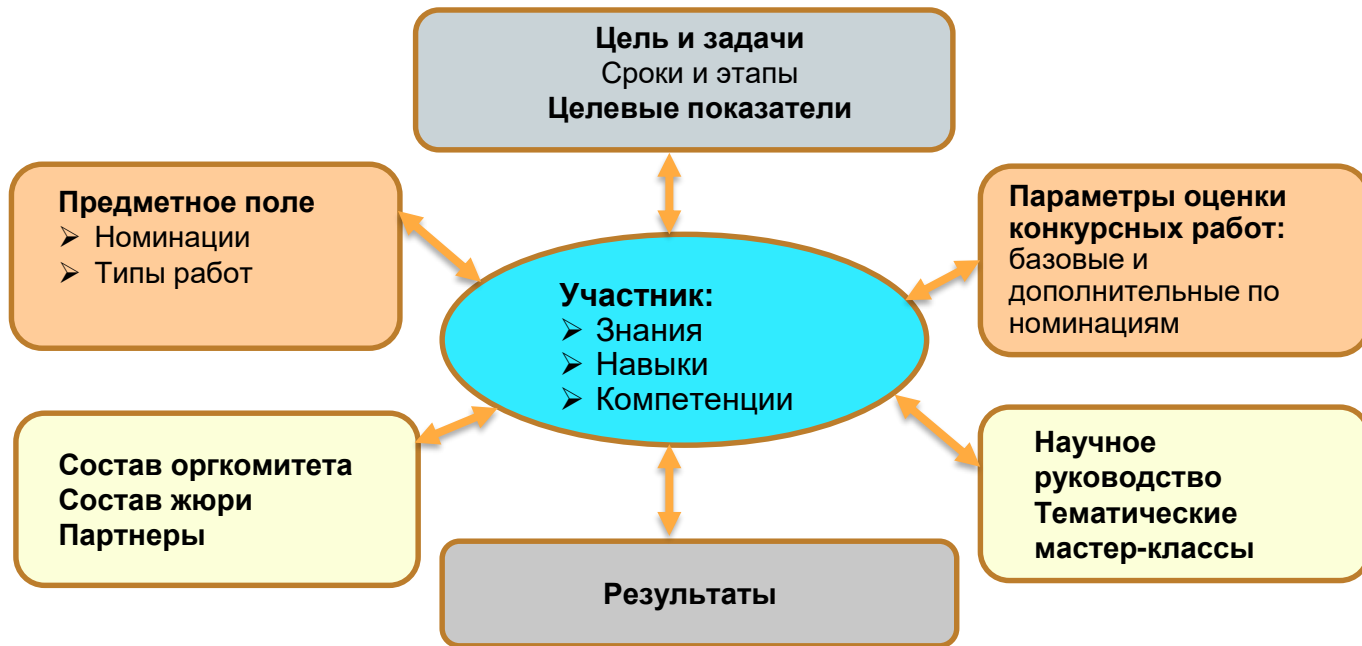 Цель и задачи
Сроки и этапы
Целевые показатели
Предметное поле
➢ Номинации
➢ Типы работ
Параметры оценки
конкурсных работ:
базовые и
дополнительные по
номинациям
Участник:
➢ Знания
➢ Навыки
➢ Компетенции
Состав оргкомитета
Состав жюри
Партнеры
Научное
руководство
Тематические
мастер-классы
Результаты